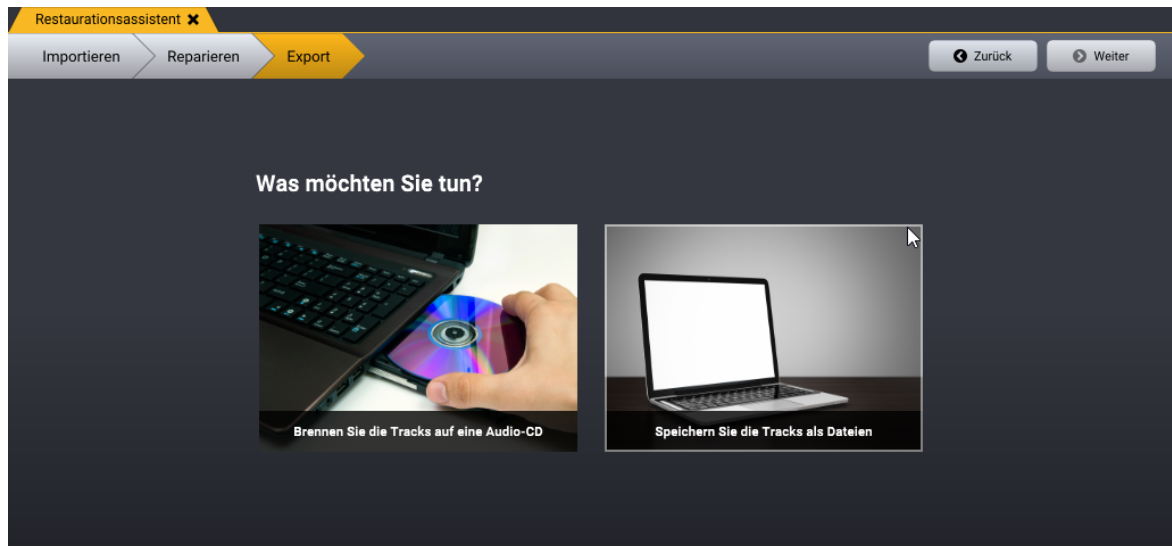 Restaurationsassistent
Importieren
Reparieren
Export
Zurück
Weiter
Was möchten Sie tun?
Brennen Sie die Tracks auf eine Audio-CD
Speichern Sie die Tracks als Dateien